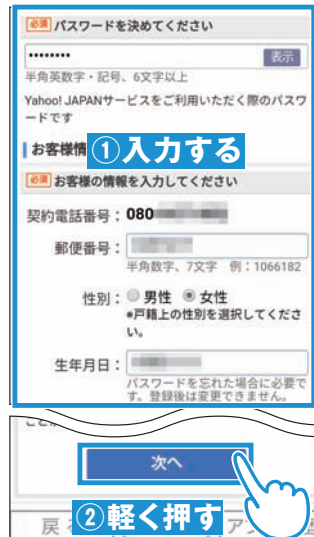 必須 パスワードを決めてください
••••••••
表示
半角英数字・記号、6文字以上
Yahoo! JAPANサービスをご利用いただく際のパスワ
ードです
お客様情
①入力する
必須 お客様の情報を入力してください
契約電話番号：080
郵便番号：
半角数字、7文字 例：1066182
性別： 男性 女性
*戸籍上の性別を選択してくださ
い。
生年月日：
パスワードを忘れた場合に必要で
す。登録後は変更できません。
次へ
②軽く押す
戻